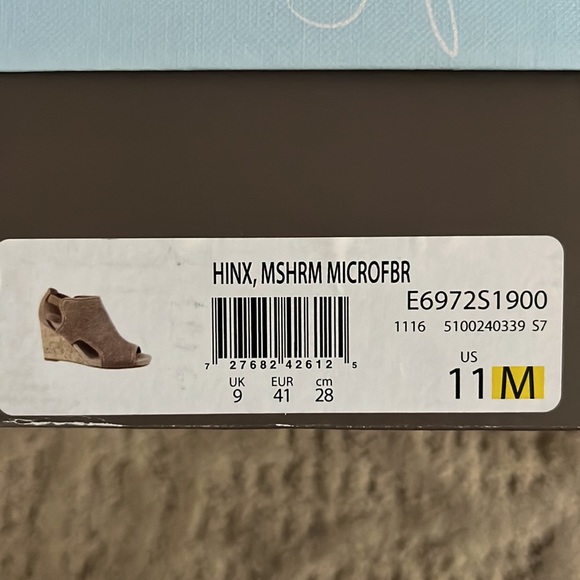 HINX, MSHRM MICROFBR
E6972S1900
1116 5100240339 S7
7 27682 42612 5
UK EUR cm
9 41 28
US
11 M